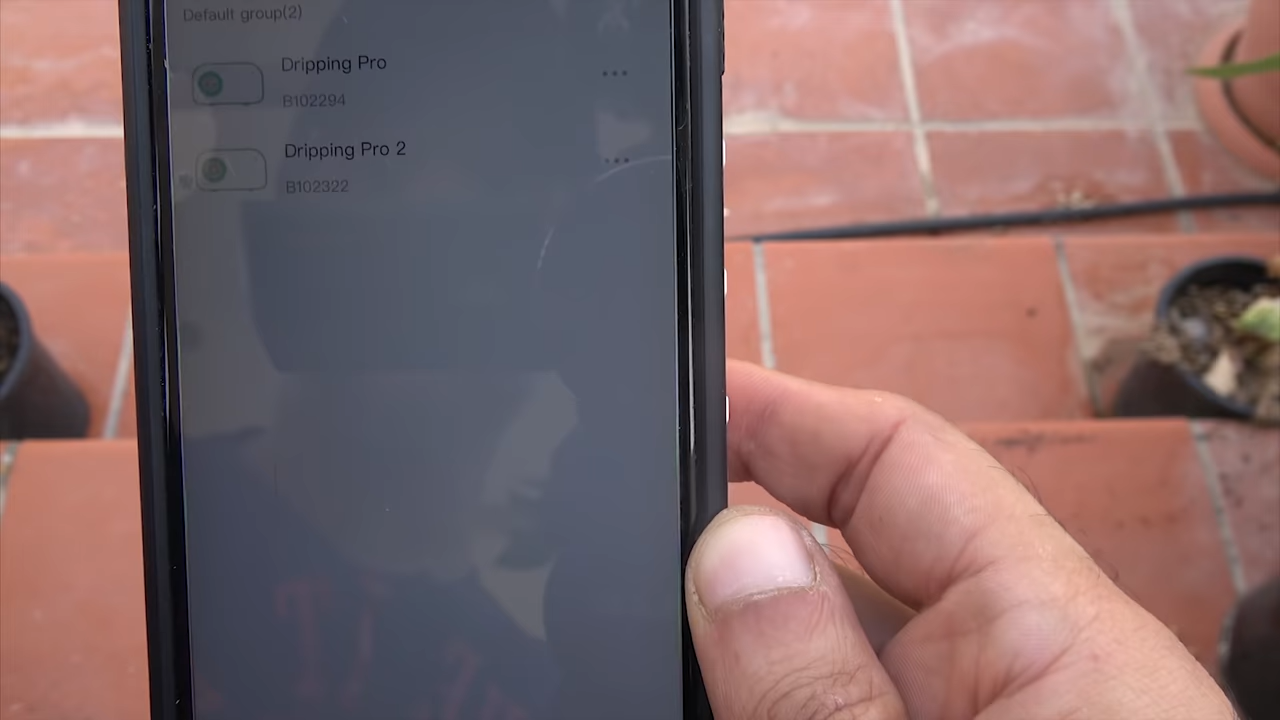 Default group(2)
Dripping Pro
B102294
Dripping Pro 2
B102322